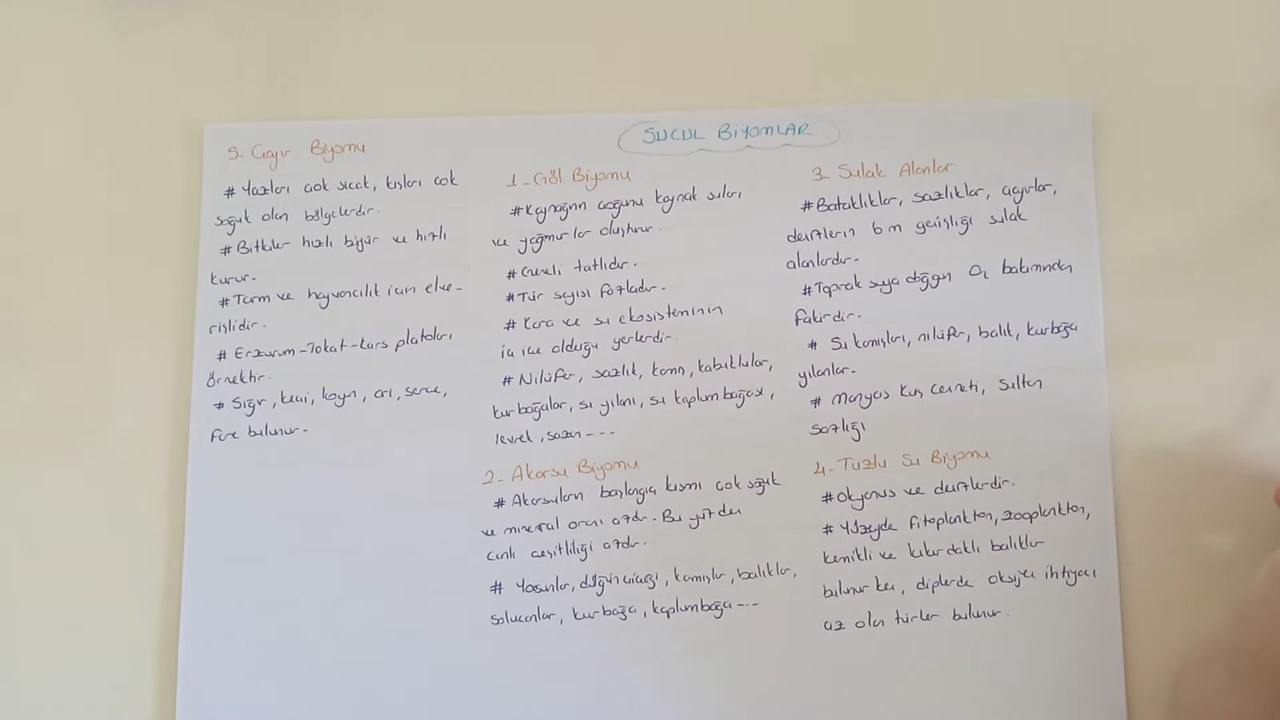 5- Çayır Biyomu
# Yazları çok sıcak, kışları çok
soğuk olan bölgelerdir.
# Bitkiler hızlı büyür ve hızlı
kurur.
# Tarım ve hayvancılık için elve-
rişlidir.
# Erzurum-Tokat-Kars platoları
örnektir.
# Sığır, keçi, koyun, arı, serçe,
fare bulunur.
SUCUL BİYOMLAR
1- Göl Biyomu
# Kaynağının çoğunu kaynak suları
ve yağmurlar oluşturur.
# Geneli tatlıdır.
# Tür sayısı fazladır.
# Kara ve su ekosisteminin
iç içe olduğu yerlerdir.
# Nilüfer, sazlık, kamış, kabuklular,
kurbağalar, su yılanı, su kaplumbağası,
levrek, sazan ---
2- Akarsu Biyomu
# Akarsuların başlangıç kısmı çok soğuk
ve mineral oranı azdır. Bu yüzden
canlı çeşitliliği azdır.
# Yosunlar, düğün çiçeği, kamışlar, balıklar,
solucanlar, kurbağa, kaplumbağa ---
3- Sulak Alanlar
# Bataklıklar, sazlıklar, çayırlar,
denizlerin 6 m genişliği sulak
alanlardır.
# Toprak suya doygun O₂ bakımından
fakirdir.
# Su kamışları, nilüfer, balık, kurbağa
yılanlar.
# Manyas Kuş Cenneti, Sultan
Sazlığı
4- Tuzlu Su Biyomu
# Okyanus ve denizlerdir.
# Yüzeyde fitoplankton, zooplankton,
kemikli ve kıkırdaklı balıklar
bulunurken, diplerde oksijen ihtiyacı
az olan türler bulunur.